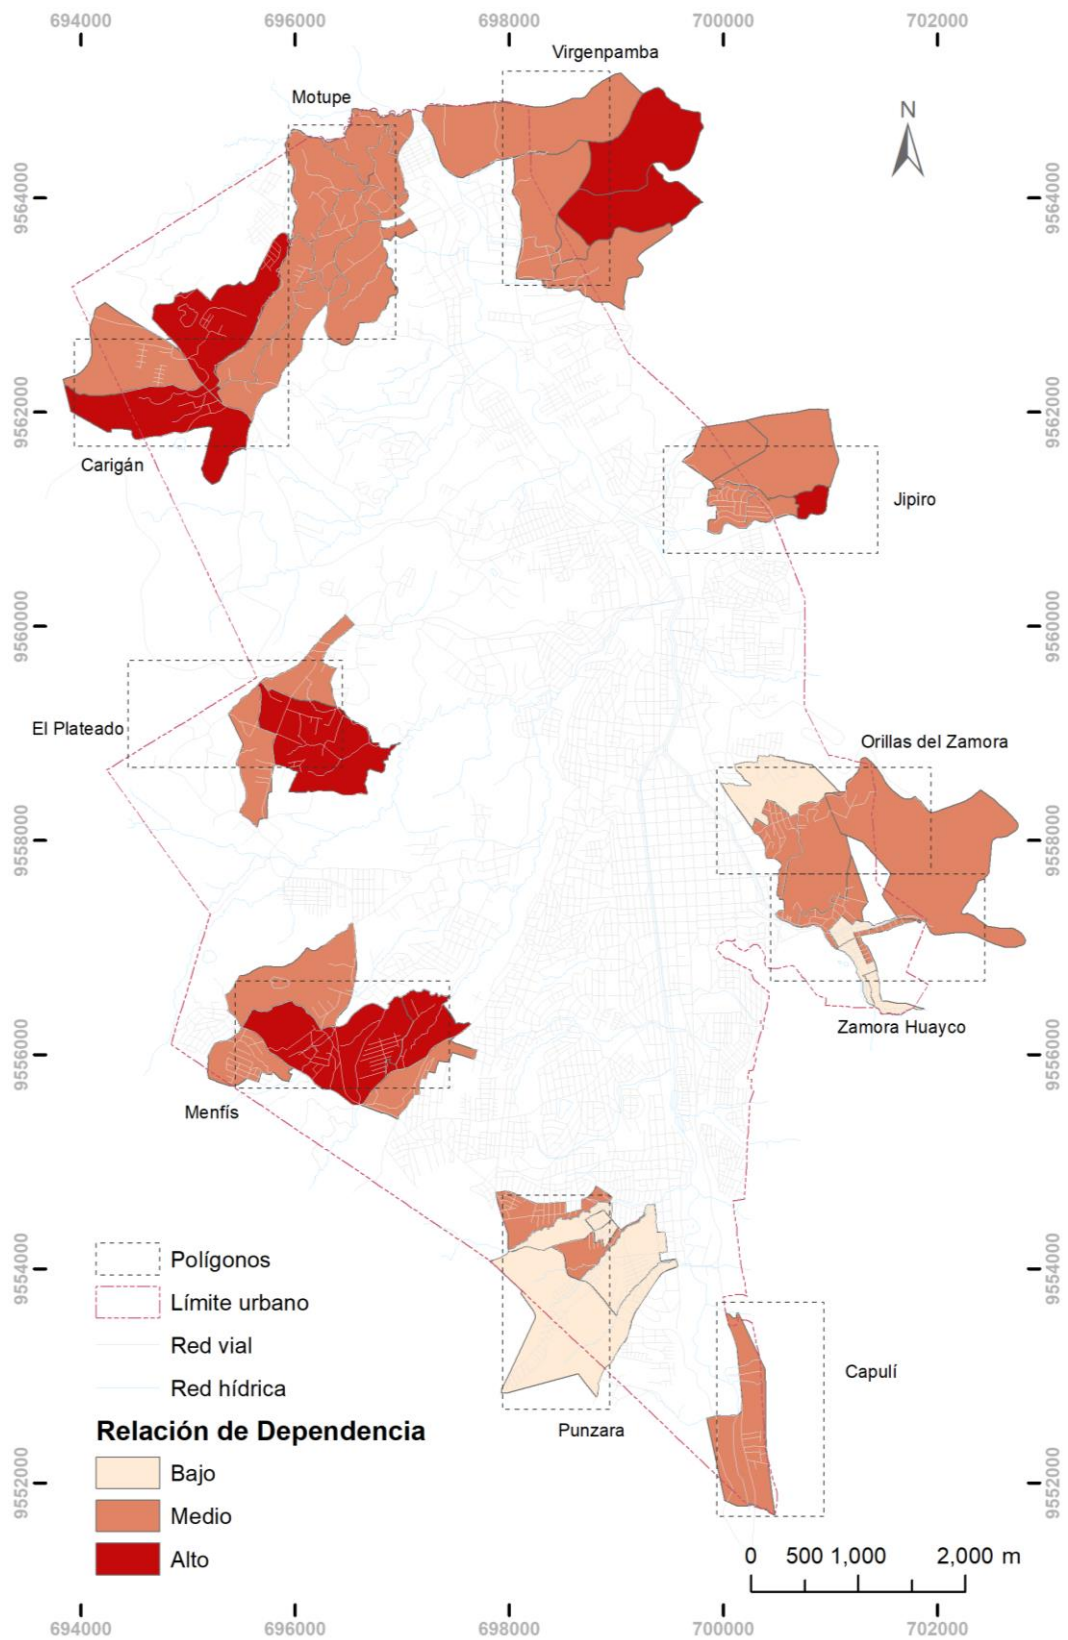 694000 696000 698000 700000 702000
Virgenpamba
Motupe
N
9564000 9564000
9562000 9562000
Carigán
Jipiro
9560000 9560000
El Plateado
Orillas del Zamora
9558000 9558000
Zamora Huayco
9556000 9556000
Menfís
9554000 9554000
Polígonos
Límite urbano
Red vial
Capulí
Red hídrica
Punzara
Relación de Dependencia
Bajo
9552000 9552000
Medio
Alto
0 500 1,000 2,000 m
694000 696000 698000 700000 702000